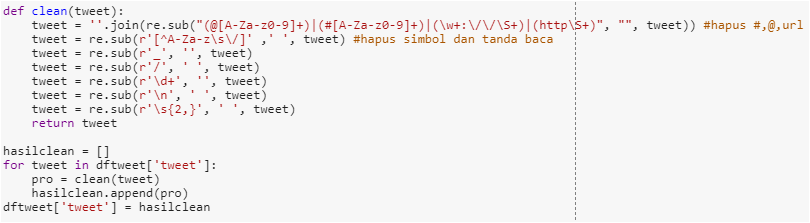 def clean(tweet):
    tweet = ''.join(re.sub("(@[A-Za-z0-9]+)|(#[A-Za-z0-9]+)|(\w+:\/\/\S+)|(http\S+)", "", tweet)) #hapus #,@,url
    tweet = re.sub(r'[^A-Za-z\s\/]' ,' ', tweet) #hapus simbol dan tanda baca
    tweet = re.sub(r'_', '', tweet)
    tweet = re.sub(r'/', ' ', tweet)
    tweet = re.sub(r'\d+', '', tweet)
    tweet = re.sub(r'\n', ' ', tweet)
    tweet = re.sub(r'\s{2,}', ' ', tweet)
    return tweet

hasilclean = []
for tweet in dftweet['tweet']:
    pro = clean(tweet)
    hasilclean.append(pro)
dftweet['tweet'] = hasilclean